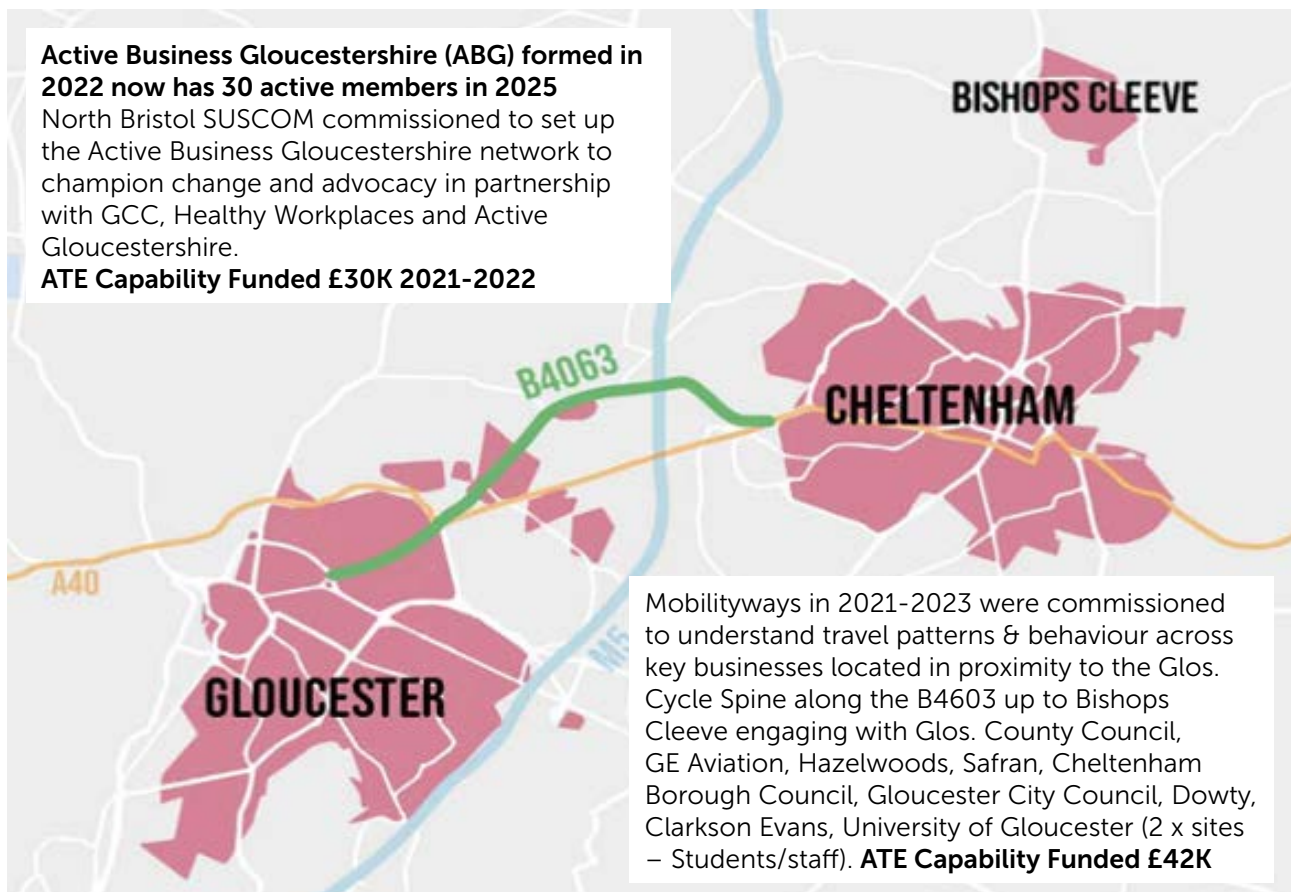 Active Business Gloucestershire (ABG) formed in
2022 now has 30 active members in 2025
North Bristol SUSCOM commissioned to set up
the Active Business Gloucestershire network to
champion change and advocacy in partnership
with GCC, Healthy Workplaces and Active
Gloucestershire.
ATE Capability Funded £30K 2021-2022
BISHOPS CLEEVE
B4063
CHELTENHAM
A40
M5
GLOUCESTER
Mobilityways in 2021-2023 were commissioned
to understand travel patterns & behaviour across
key businesses located in proximity to the Glos.
Cycle Spine along the B4603 up to Bishops
Cleeve engaging with Glos. County Council,
GE Aviation, Hazelwoods, Safran, Cheltenham
Borough Council, Gloucester City Council, Dowty,
Clarkson Evans, University of Gloucester (2 x sites
– Students/staff). ATE Capability Funded £42K